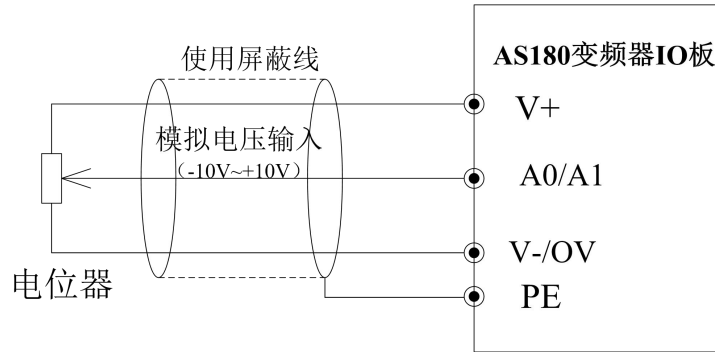 使用屏蔽线
AS180变频器IO板
V+
模拟电压输入
（-10V~+10V）
A0/A1
V-/OV
电位器
PE